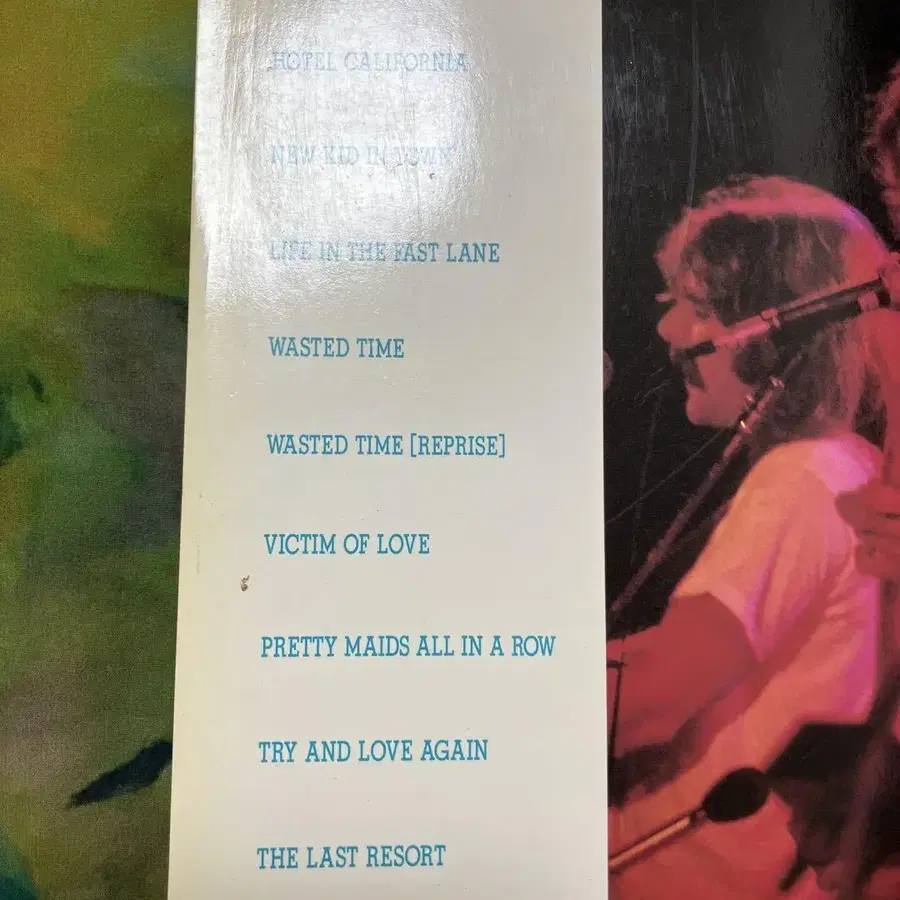 HOTEL CALIFORNIA
NEW KID IN TOWN
LIFE IN THE FAST LANE
WASTED TIME
WASTED TIME [REPRISE]
VICTIM OF LOVE
PRETTY MAIDS ALL IN A ROW
TRY AND LOVE AGAIN
THE LAST RESORT